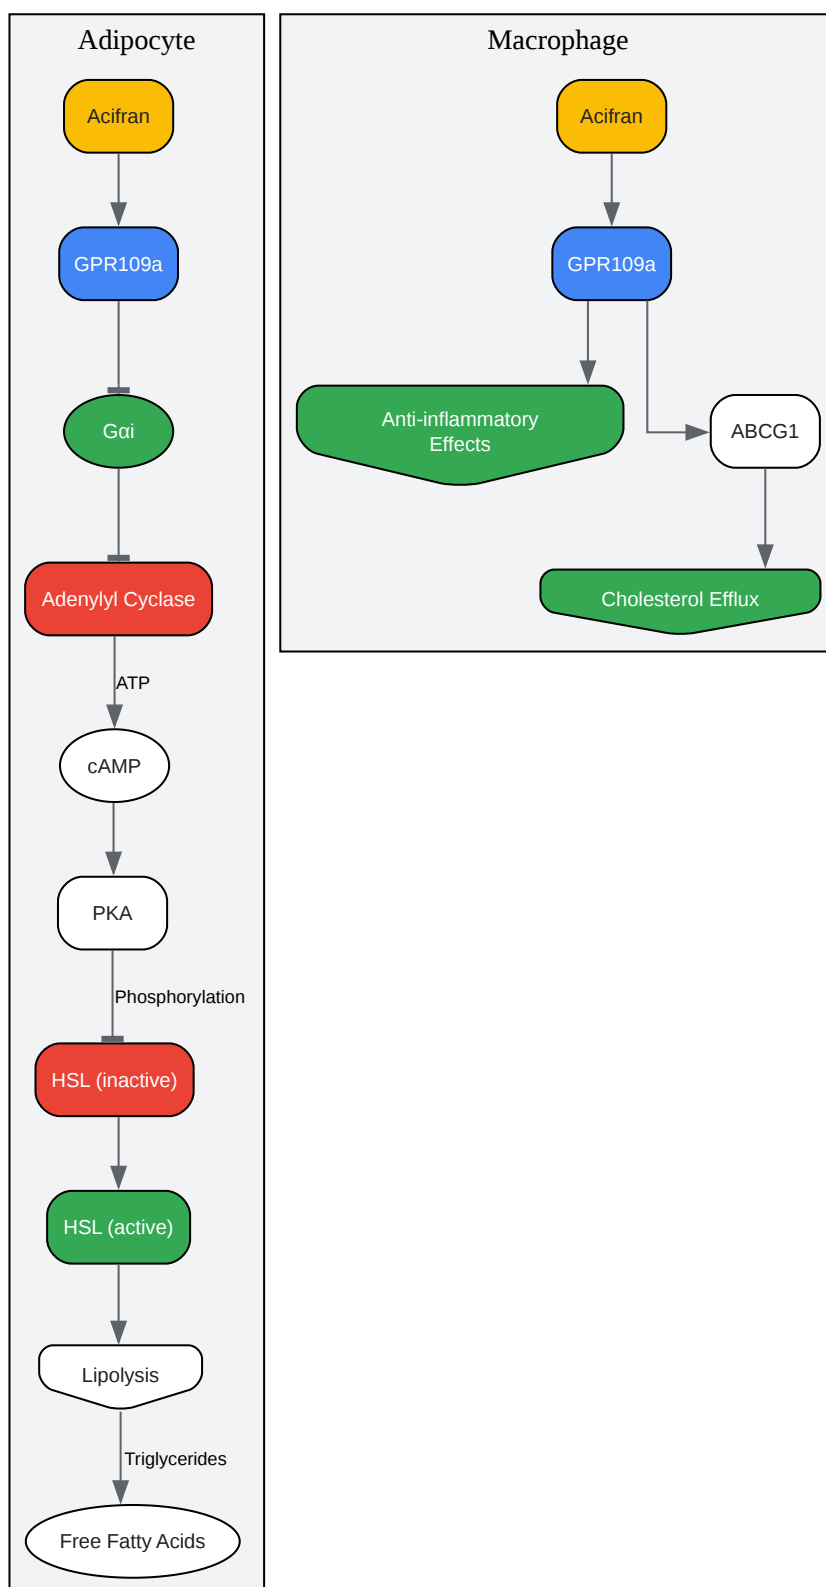 Adipocyte
Acifran
GPR109a
Gαi
Adenylyl Cyclase
ATP
cAMP
PKA
Phosphorylation
HSL (inactive)
HSL (active)
Lipolysis
Triglycerides
Free Fatty Acids
Macrophage
Acifran
GPR109a
Anti-inflammatory
Effects
ABCG1
Cholesterol Efflux